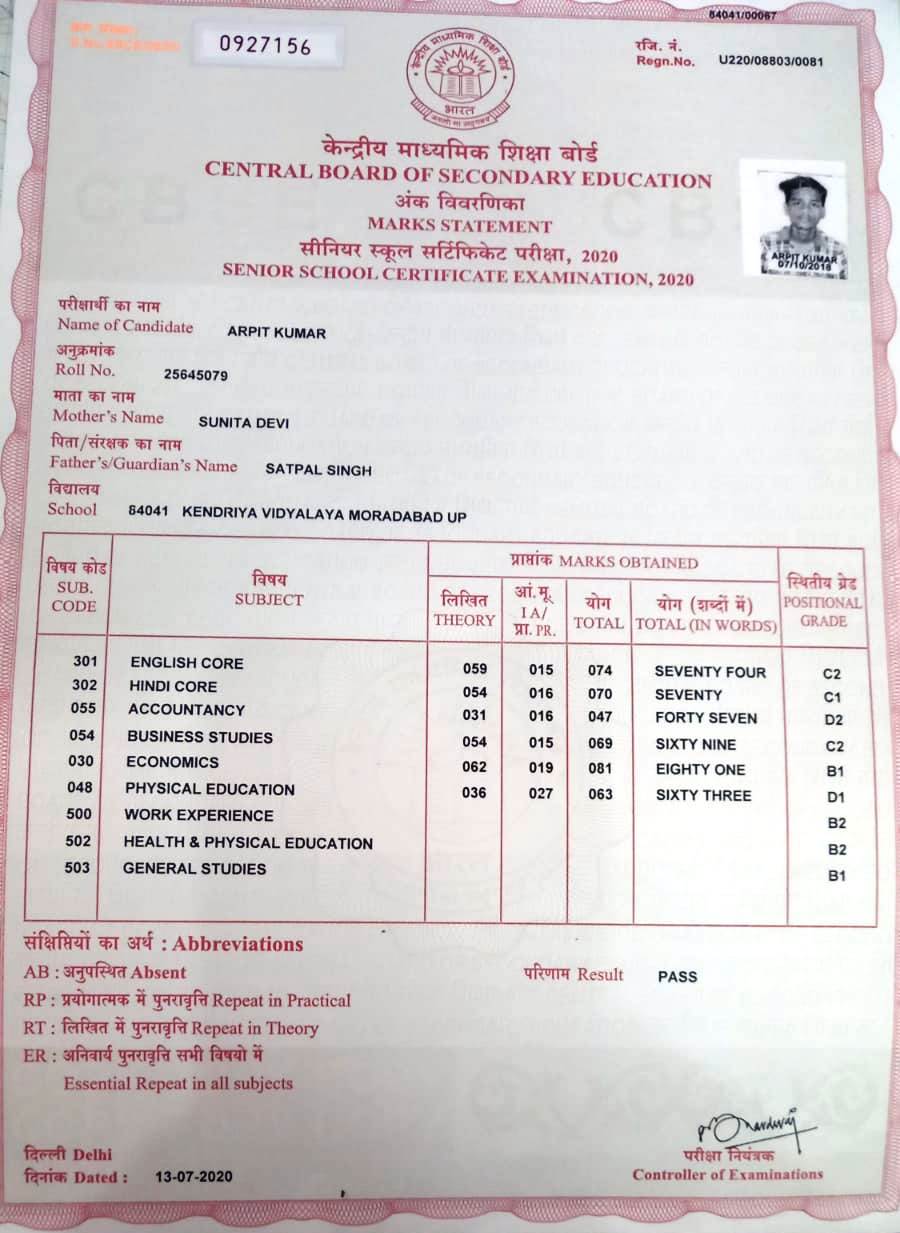 84041/00067
0927156
रजि. नं.
Regn.No. U220/08803/0081
केन्द्रीय माध्यमिक शिक्षा बोर्ड
भारत
केन्द्रीय माध्यमिक शिक्षा बोर्ड
CENTRAL BOARD OF SECONDARY EDUCATION
अंक विवरणिका
MARKS STATEMENT
सीनियर स्कूल सर्टिफिकेट परीक्षा, 2020
SENIOR SCHOOL CERTIFICATE EXAMINATION, 2020
ARPIT KUMAR
07/10/2018
परीक्षार्थी का नाम
Name of Candidate ARPIT KUMAR
अनुक्रमांक
Roll No. 25645079
माता का नाम
Mother's Name SUNITA DEVI
पिता/संरक्षक का नाम
Father's/Guardian's Name SATPAL SINGH
विद्यालय
School 84041 KENDRIYA VIDYALAYA MORADABAD UP
विषय कोड
SUB.
CODE
विषय
SUBJECT
प्राप्तांक MARKS OBTAINED
लिखित
THEORY
आं.मू.
I A/
प्रा. PR.
योग
TOTAL
योग (शब्दों में)
TOTAL (IN WORDS)
स्थितीय ग्रेड
POSITIONAL
GRADE
301 ENGLISH CORE 059 015 074 SEVENTY FOUR C2
302 HINDI CORE 054 016 070 SEVENTY C1
055 ACCOUNTANCY 031 016 047 FORTY SEVEN D2
054 BUSINESS STUDIES 054 015 069 SIXTY NINE C2
030 ECONOMICS 062 019 081 EIGHTY ONE B1
048 PHYSICAL EDUCATION 036 027 063 SIXTY THREE D1
500 WORK EXPERIENCE B2
502 HEALTH & PHYSICAL EDUCATION B2
503 GENERAL STUDIES B1
संक्षिप्तियों का अर्थ : Abbreviations
AB : अनुपस्थित Absent
परिणाम Result PASS
RP : प्रयोगात्मक में पुनरावृत्ति Repeat in Practical
RT : लिखित में पुनरावृत्ति Repeat in Theory
ER : अनिवार्य पुनरावृत्ति सभी विषयो में
Essential Repeat in all subjects
दिल्ली Delhi
दिनांक Dated : 13-07-2020
परीक्षा नियंत्रक
Controller of Examinations